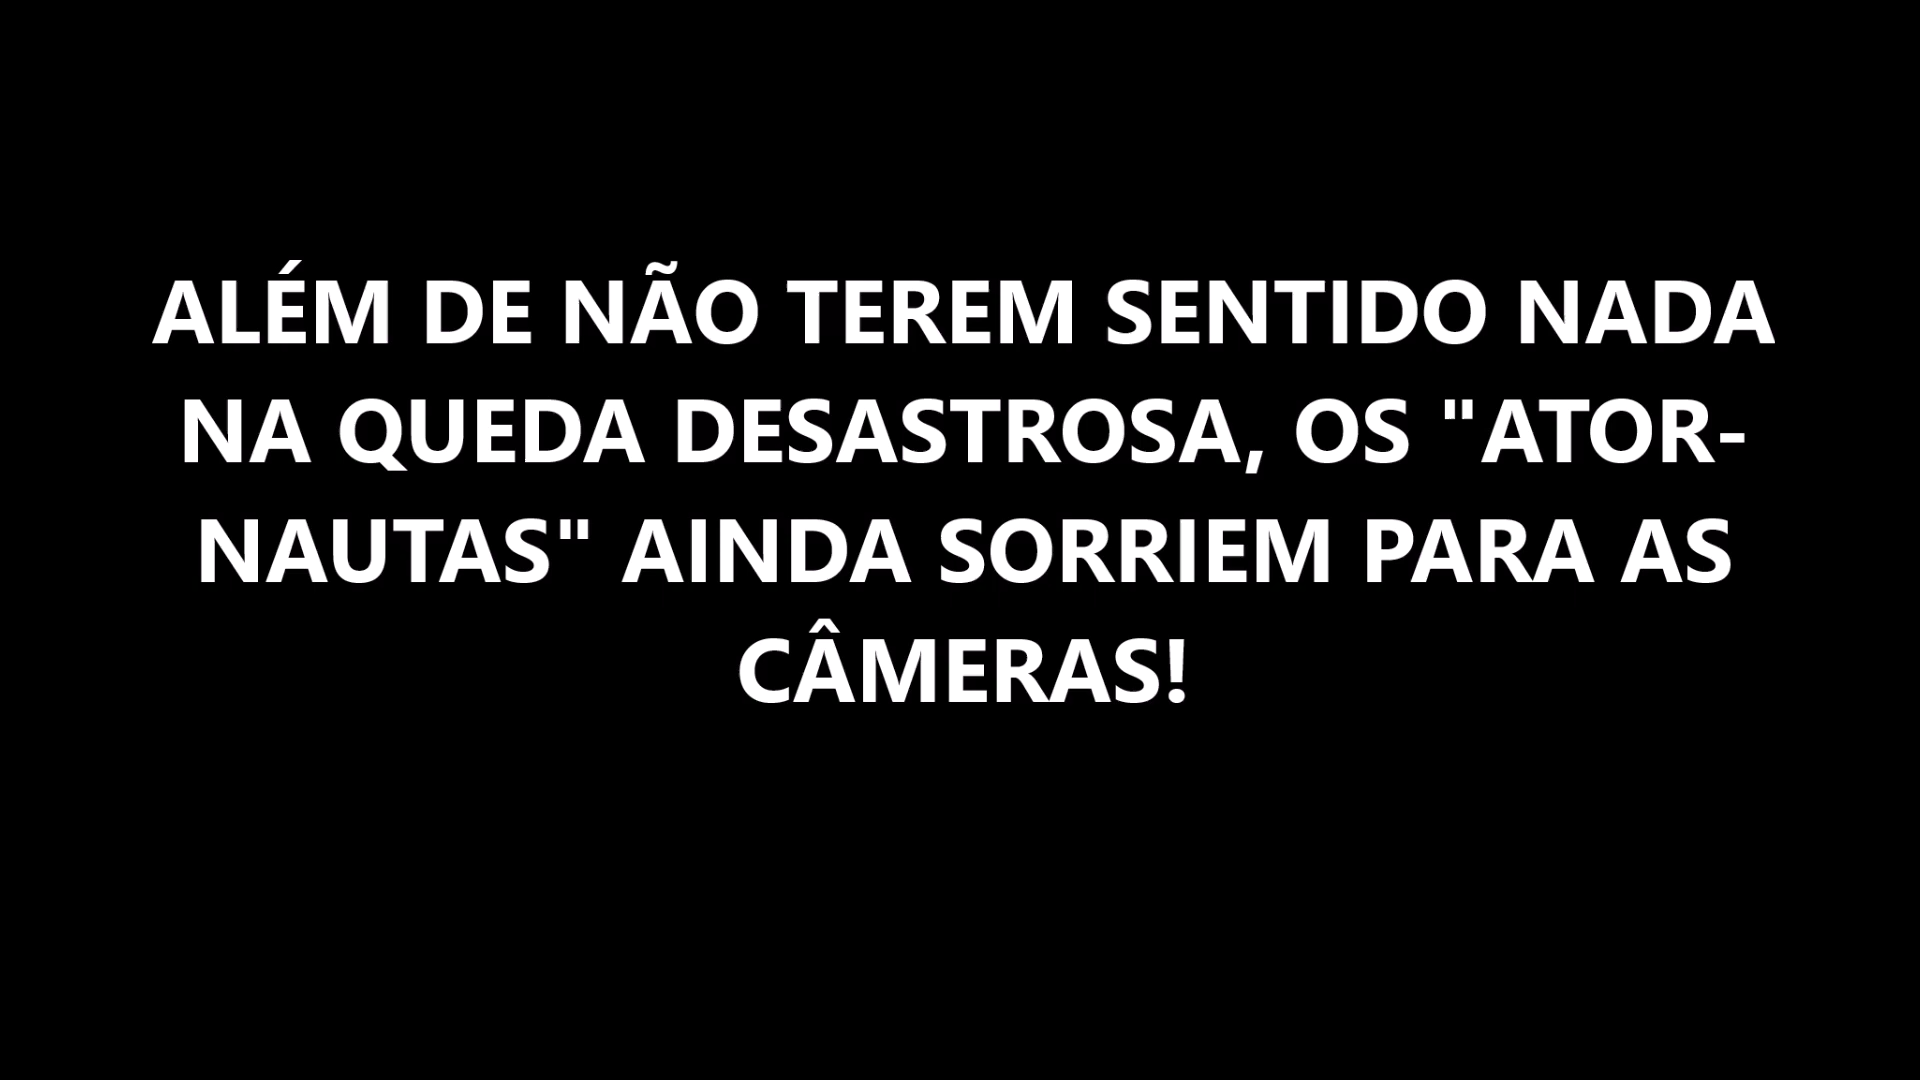 ALÉM DE NÃO TEREM SENTIDO NADA
NA QUEDA DESASTROSA, OS "ATOR-
NAUTAS" AINDA SORRIEM PARA AS
CÂMERAS!